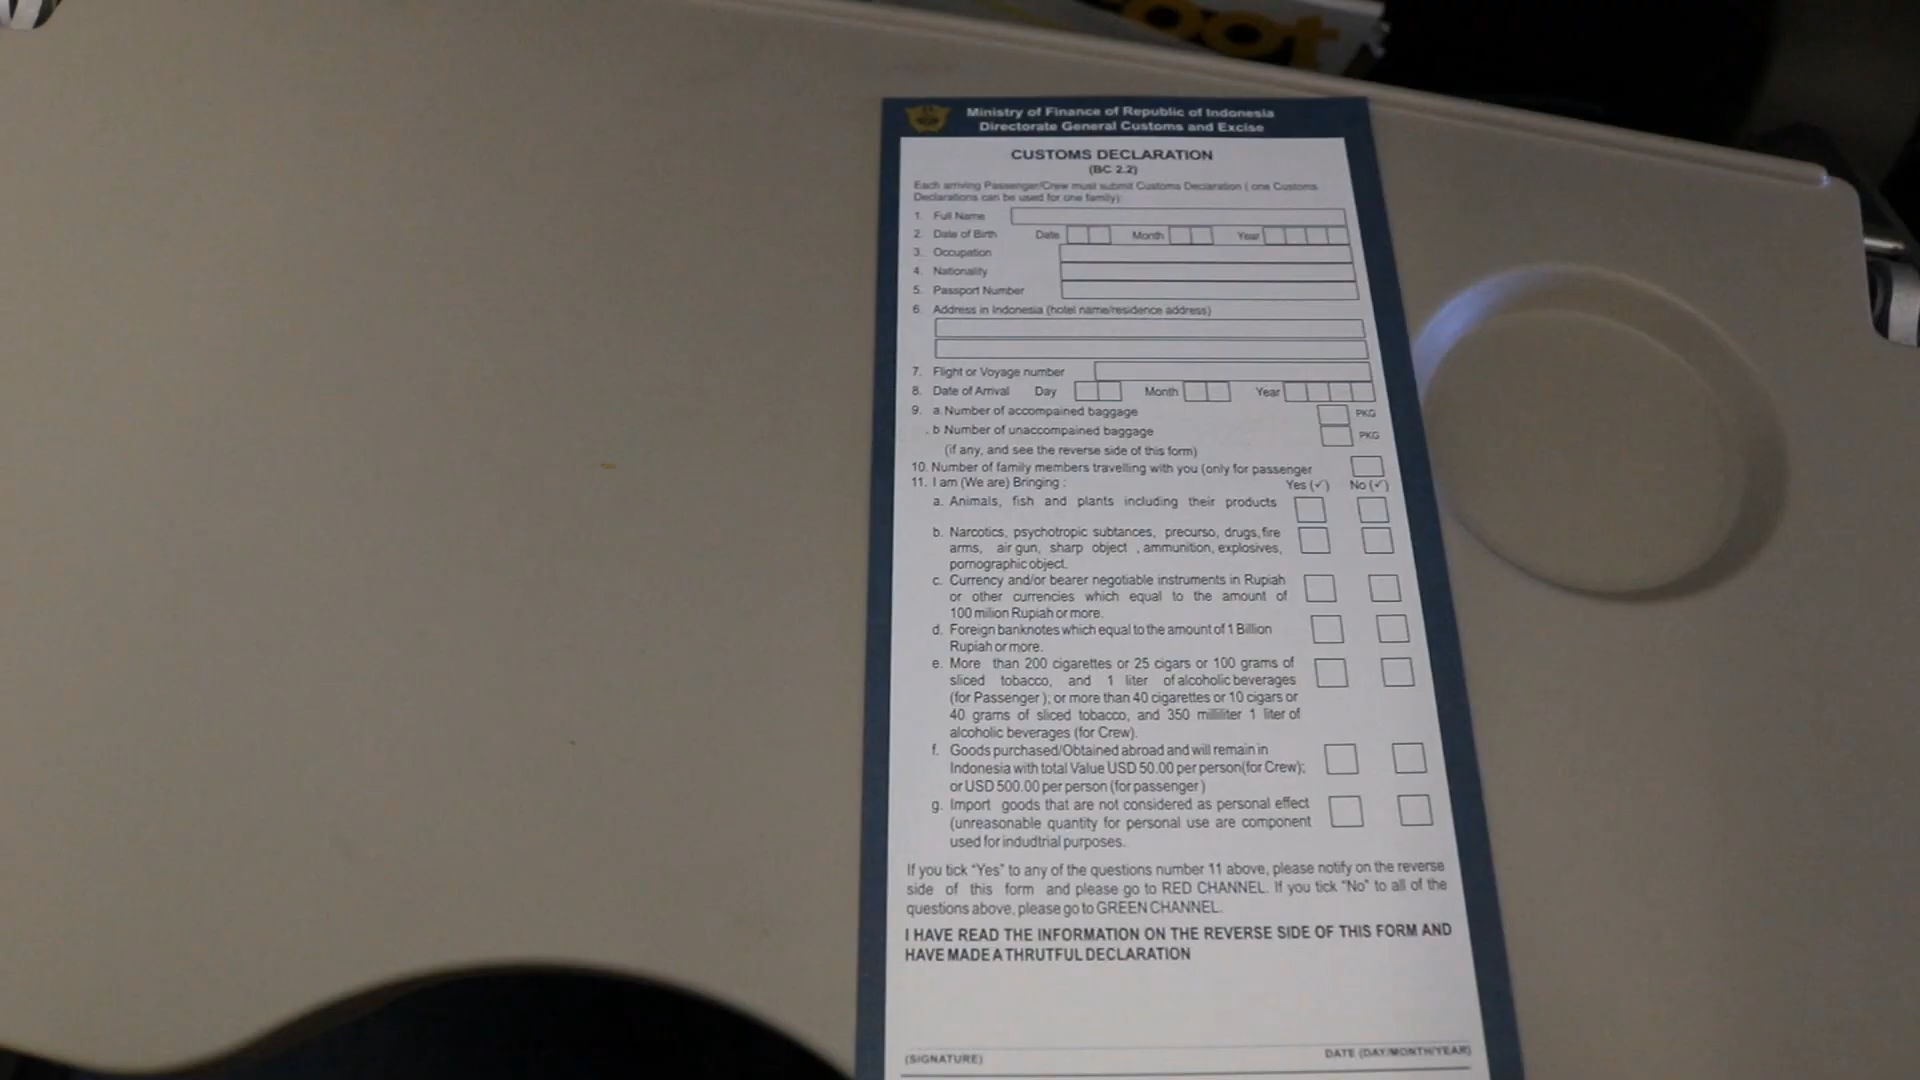 oot
Ministry of Finance of Republic of Indonesia
Directorate General Customs and Excise
CUSTOMS DECLARATION
(BC 2.2)
Each arriving Passenger/Crew must submit Customs Declaration ( one Customs
Declarations can be used for one family):
1. Full Name
2. Date of Birth Date Month Year
3. Occupation
4. Nationality
5. Passport Number
6. Address in Indonesia (hotel name/residence address)
7. Flight or Voyage number
8. Date of Arrival Day Month Year
9. a. Number of accompained baggage PKG
. b Number of unaccompained baggage PKG
(if any, and see the reverse side of this form)
10. Number of family members travelling with you (only for passenger
11. I am (We are) Bringing : Yes (✓) No (✓)
a. Animals, fish and plants including their products
b. Narcotics, psychotropic subtances, precurso, drugs, fire
arms, air gun, sharp object , ammunition, explosives,
pornographic object.
c. Currency and/or bearer negotiable instruments in Rupiah
or other currencies which equal to the amount of
100 milion Rupiah or more.
d. Foreign banknotes which equal to the amount of 1 Billion
Rupiah or more.
e. More than 200 cigarettes or 25 cigars or 100 grams of
sliced tobacco, and 1 liter of alcoholic beverages
(for Passenger ); or more than 40 cigarettes or 10 cigars or
40 grams of sliced tobacco, and 350 milliliter 1 liter of
alcoholic beverages (for Crew).
f. Goods purchased/Obtained abroad and will remain in
Indonesia with total Value USD 50.00 per person(for Crew);
or USD 500.00 per person (for passenger )
g. Import goods that are not considered as personal effect
(unreasonable quantity for personal use are component
used for indudtrial purposes.
If you tick "Yes" to any of the questions number 11 above, please notify on the reverse
side of this form and please go to RED CHANNEL. If you tick "No" to all of the
questions above, please go to GREEN CHANNEL.
I HAVE READ THE INFORMATION ON THE REVERSE SIDE OF THIS FORM AND
HAVE MADE A THRUTFUL DECLARATION
(SIGNATURE) DATE (DAY/MONTH/YEAR)